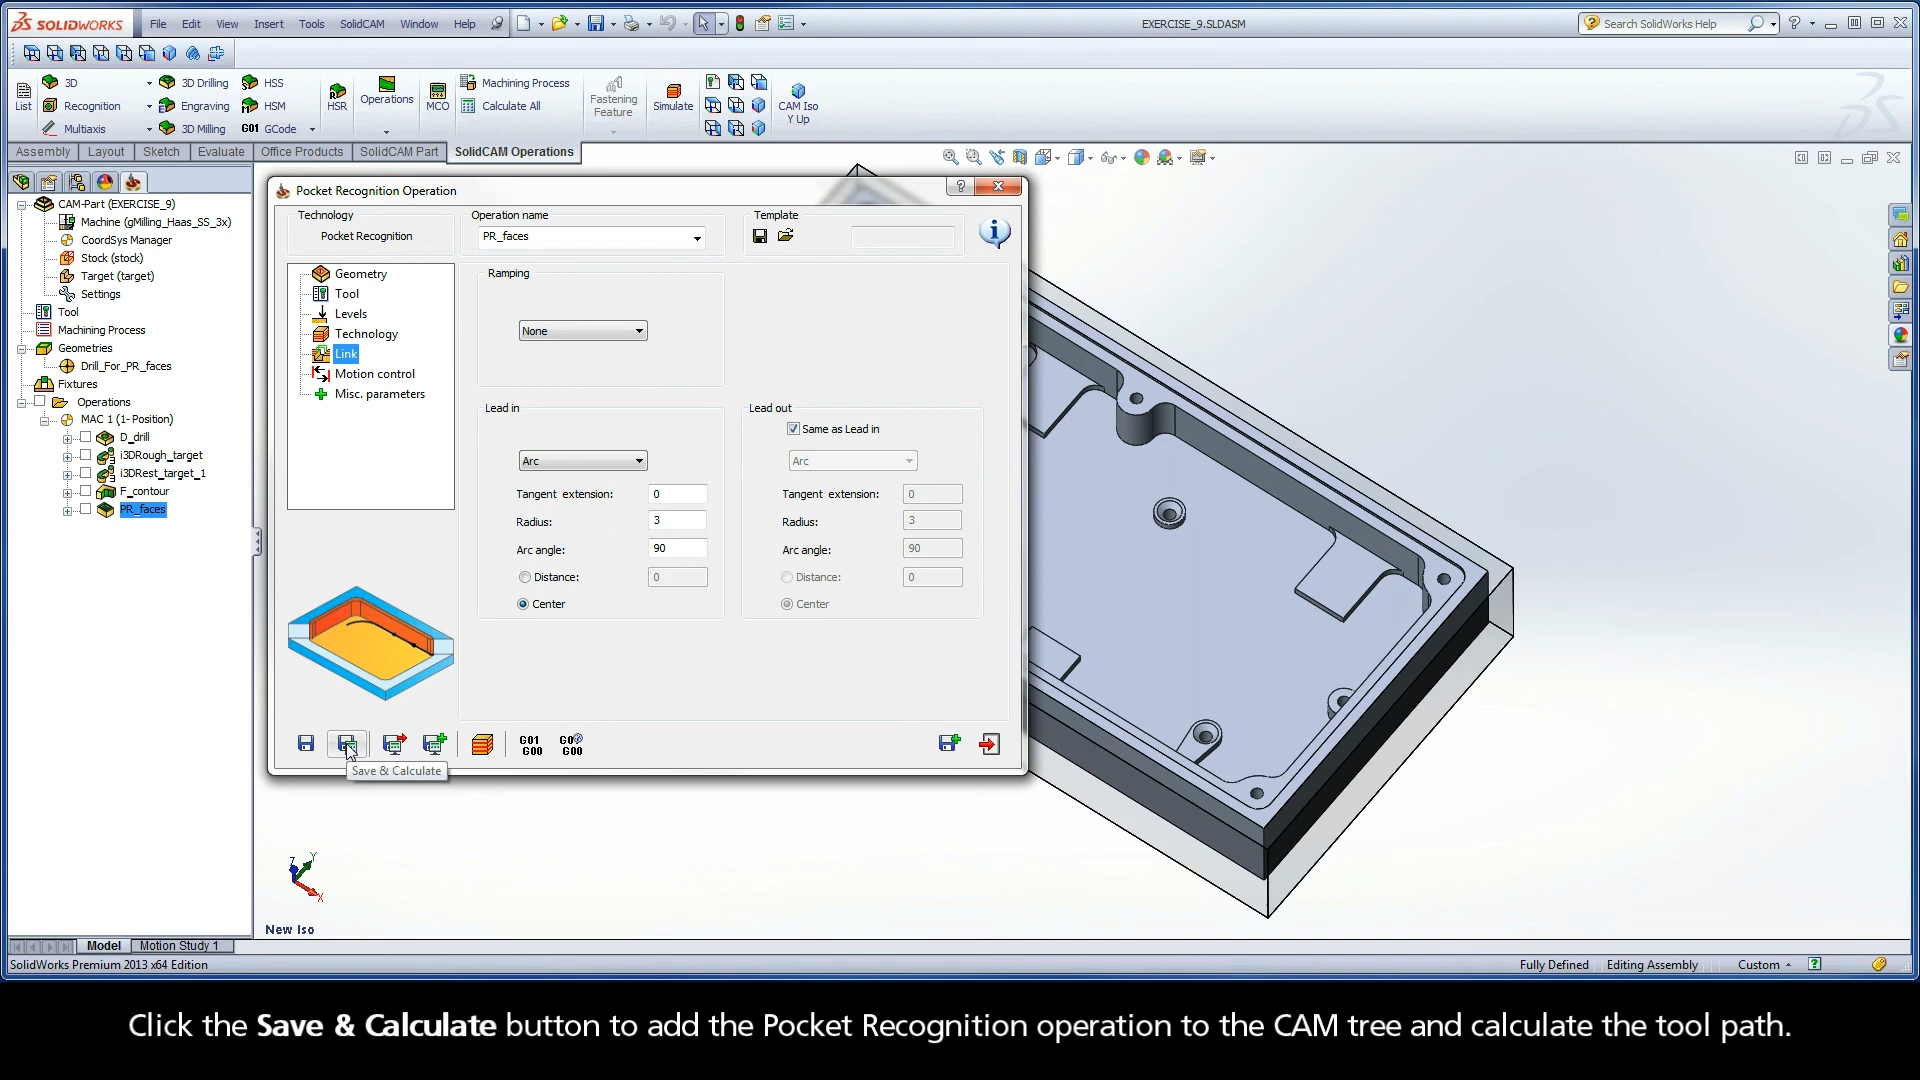 SOLIDWORKS File Edit View Insert Tools SolidCAM Window Help EXERCISE_9.SLDASM Search SolidWorks Help
List 3D 3D Drilling HSS
Recognition Engraving HSM
Multiaxis 3D Milling G01 GCode
HSR Operations MCO
Machining Process
Calculate All
Fastening
Feature
Simulate
CAM Iso
Y Up
Assembly Layout Sketch Evaluate Office Products SolidCAM Part SolidCAM Operations
CAM-Part (EXERCISE_9)
Machine (gMilling_Haas_SS_3x)
CoordSys Manager
Stock (stock)
Target (target)
Settings
Tool
Machining Process
Geometries
Drill_For_PR_faces
Fixtures
Operations
MAC 1 (1- Position)
D_drill
i3DRough_target
i3DRest_target_1
F_contour
PR_faces
Pocket Recognition Operation
Technology
Pocket Recognition
Operation name
PR_faces
Template
Geometry
Tool
Levels
Technology
Link
Motion control
Misc. parameters
Ramping
None
Lead in
Arc
Tangent extension: 0
Radius: 3
Arc angle: 90
Distance: 0
Center
Lead out
Same as Lead in
Arc
Tangent extension: 0
Radius: 3
Arc angle: 90
Distance: 0
Center
G01
G00
G00
Save & Calculate
Z Y X
New Iso
Model Motion Study 1
SolidWorks Premium 2013 x64 Edition Fully Defined Editing Assembly Custom
Click the Save & Calculate button to add the Pocket Recognition operation to the CAM tree and calculate the tool path.